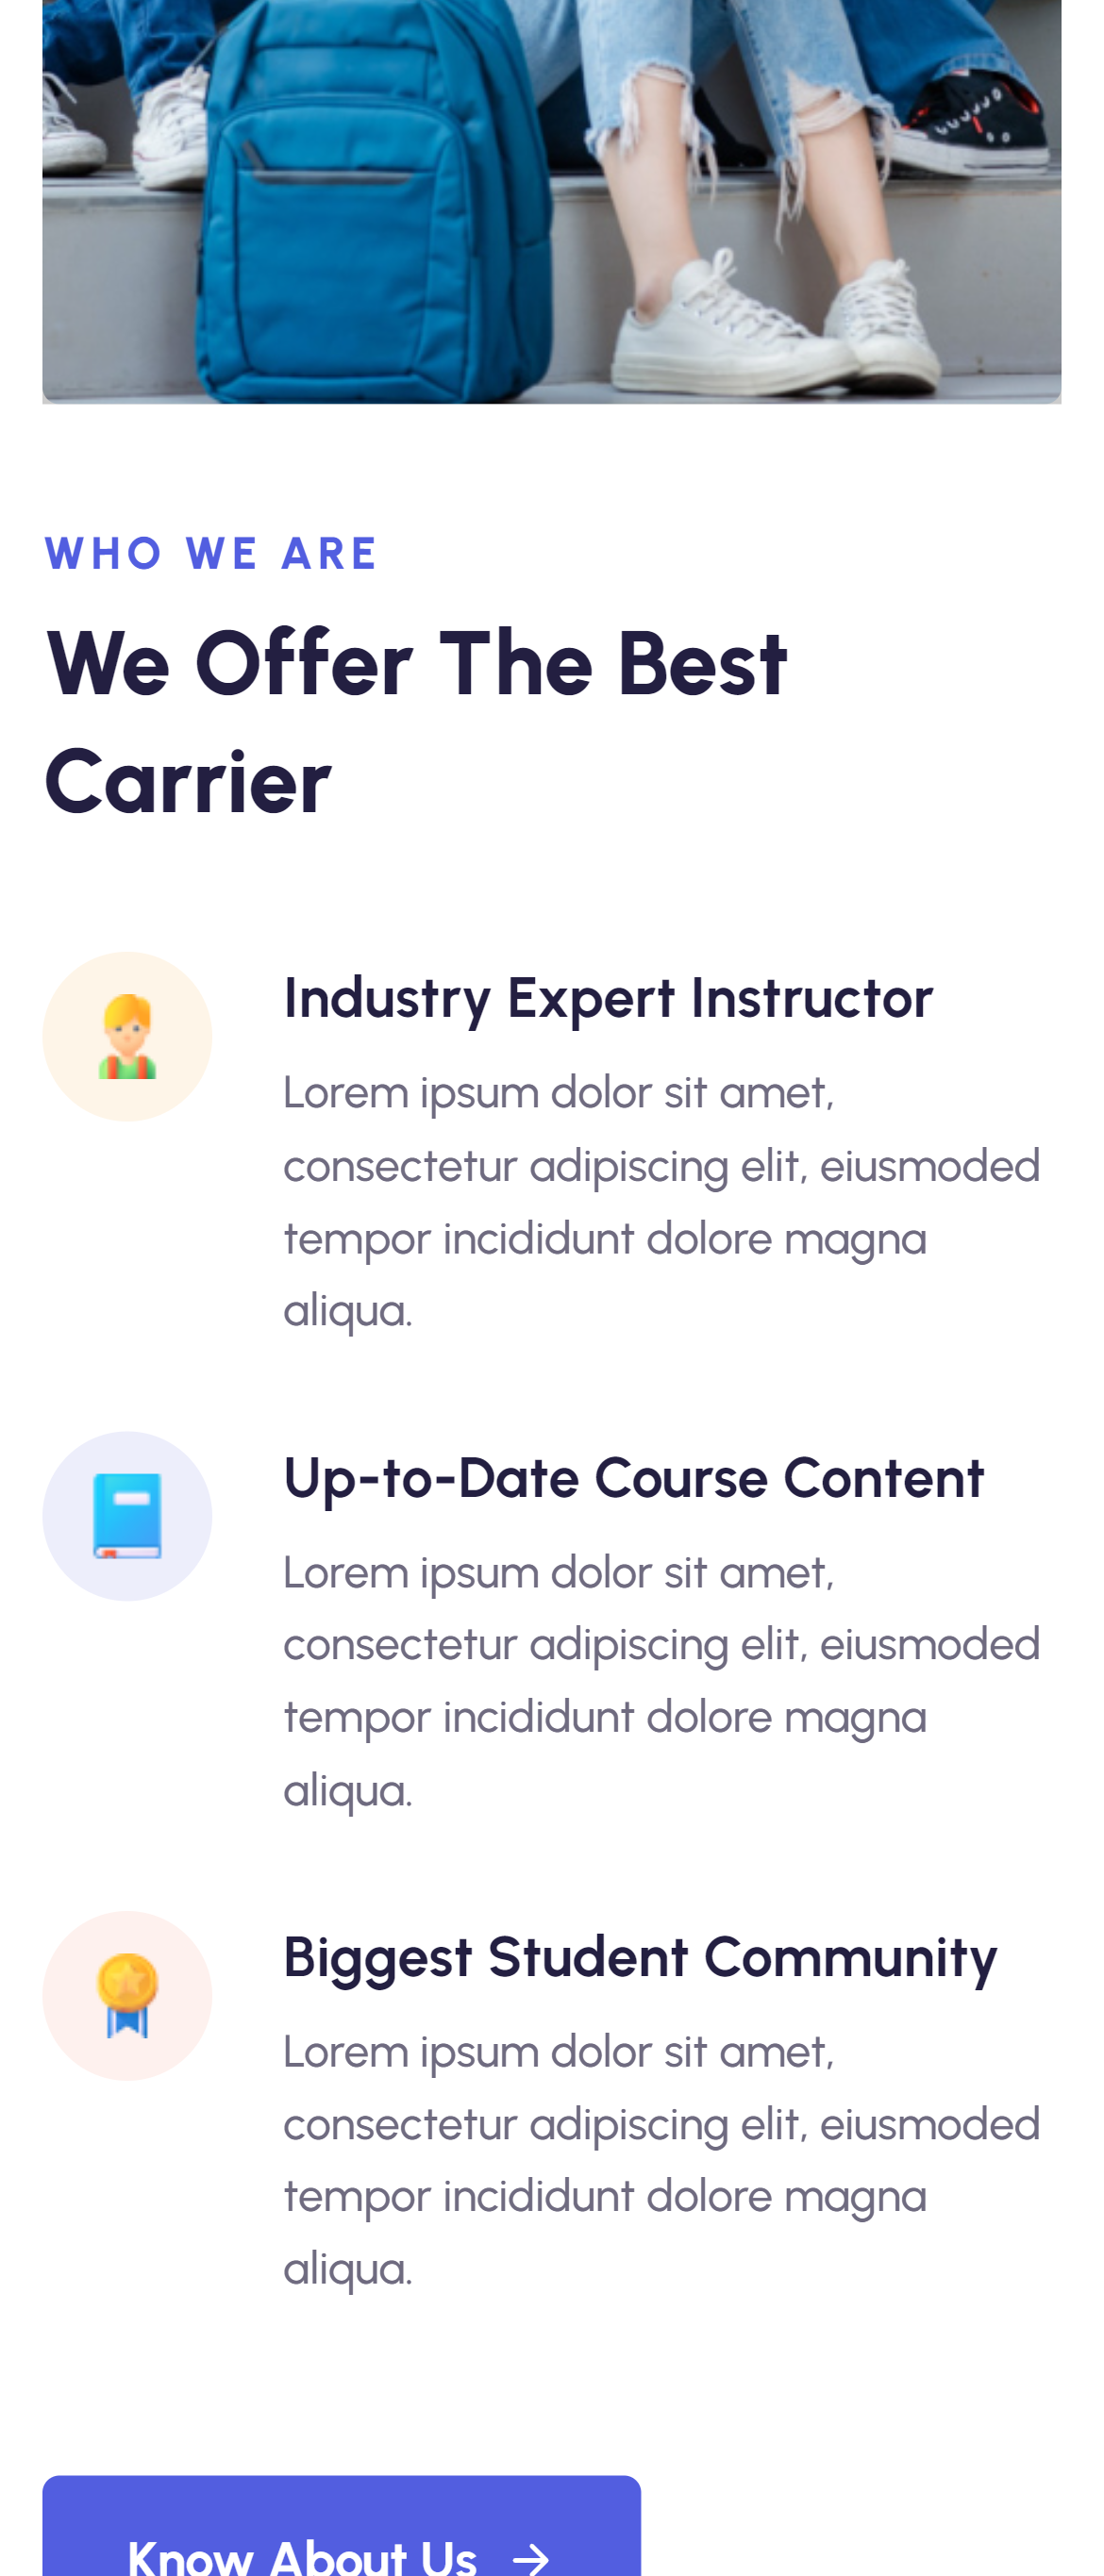 WHO WE ARE
We Offer The Best
Carrier
Industry Expert Instructor
Lorem ipsum dolor sit amet,
consectetur adipiscing elit, eiusmoded
tempor incididunt dolore magna
aliqua.
Up-to-Date Course Content
Lorem ipsum dolor sit amet,
consectetur adipiscing elit, eiusmoded
tempor incididunt dolore magna
aliqua.
Biggest Student Community
Lorem ipsum dolor sit amet,
consectetur adipiscing elit, eiusmoded
tempor incididunt dolore magna
aliqua.
Know About Us →